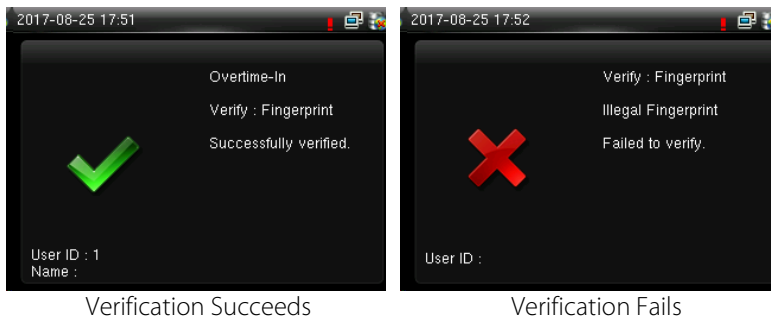 2017-08-25 17:51
Overtime-In
Verify : Fingerprint
Successfully verified.
User ID : 1
Name :
Verification Succeeds
2017-08-25 17:52
Verify : Fingerprint
Illegal Fingerprint
Failed to verify.
User ID :
Verification Fails